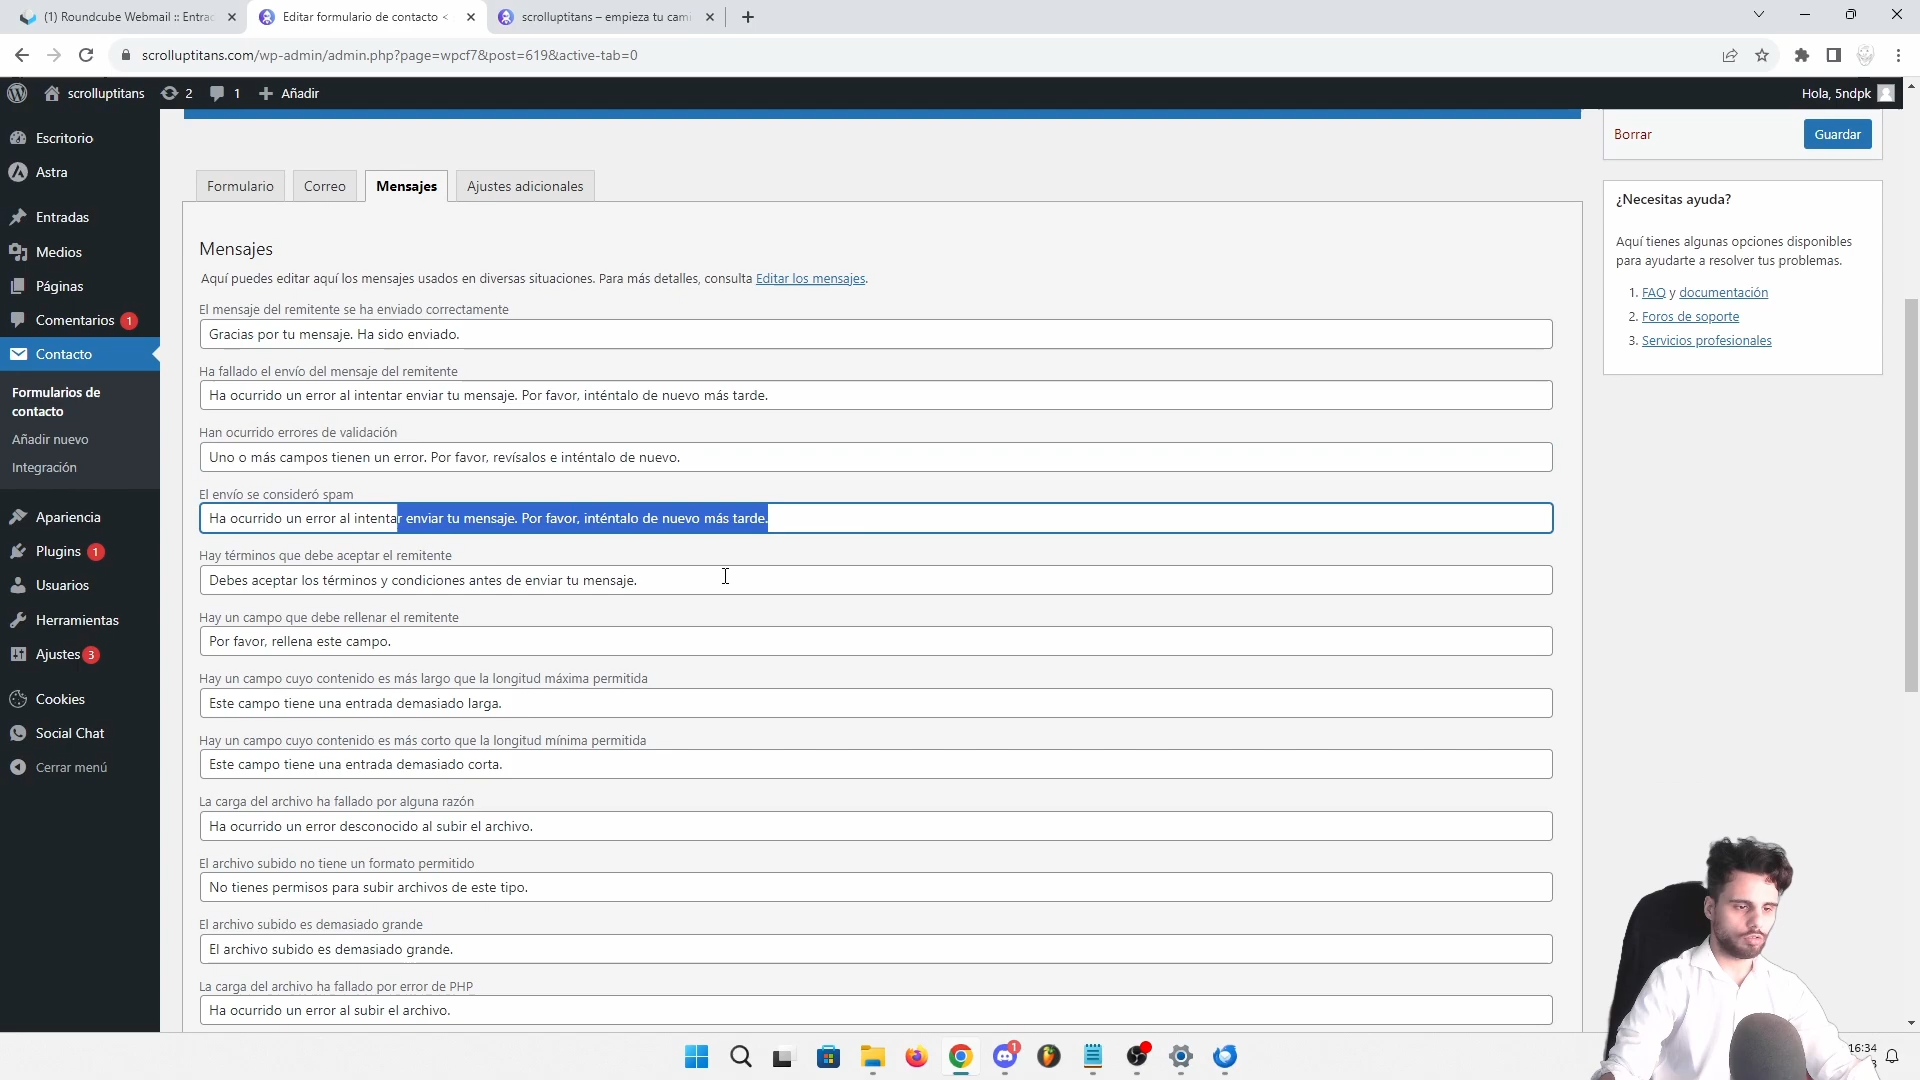 (1) Roundcube Webmail :: Entra
Editar formulario de contacto <
scrolluptitans – empieza tu cam
scrolluptitans.com/wp-admin/admin.php?page=wpcf7&post=619&active-tab=0
scrolluptitans
2
1
Añadir
Hola, 5ndpk
Escritorio
Astra
Entradas
Medios
Páginas
Comentarios 1
Contacto
Formularios de
contacto
Añadir nuevo
Integración
Apariencia
Plugins 1
Usuarios
Herramientas
Ajustes 3
Cookies
Social Chat
Cerrar menú
Formulario
Correo
Mensajes
Ajustes adicionales
Mensajes
Aquí puedes editar aquí los mensajes usados en diversas situaciones. Para más detalles, consulta Editar los mensajes.
El mensaje del remitente se ha enviado correctamente
Gracias por tu mensaje. Ha sido enviado.
Ha fallado el envío del mensaje del remitente
Ha ocurrido un error al intentar enviar tu mensaje. Por favor, inténtalo de nuevo más tarde.
Han ocurrido errores de validación
Uno o más campos tienen un error. Por favor, revísalos e inténtalo de nuevo.
El envío se consideró spam
Ha ocurrido un error al intentar enviar tu mensaje. Por favor, inténtalo de nuevo más tarde.
Hay términos que debe aceptar el remitente
Debes aceptar los términos y condiciones antes de enviar tu mensaje.
Hay un campo que debe rellenar el remitente
Por favor, rellena este campo.
Hay un campo cuyo contenido es más largo que la longitud máxima permitida
Este campo tiene una entrada demasiado larga.
Hay un campo cuyo contenido es más corto que la longitud mínima permitida
Este campo tiene una entrada demasiado corta.
La carga del archivo ha fallado por alguna razón
Ha ocurrido un error desconocido al subir el archivo.
El archivo subido no tiene un formato permitido
No tienes permisos para subir archivos de este tipo.
El archivo subido es demasiado grande
El archivo subido es demasiado grande.
La carga del archivo ha fallado por error de PHP
Ha ocurrido un error al subir el archivo.
Borrar
Guardar
¿Necesitas ayuda?
Aquí tienes algunas opciones disponibles
para ayudarte a resolver tus problemas.
1. FAQ y documentación
2. Foros de soporte
3. Servicios profesionales
1
16:34